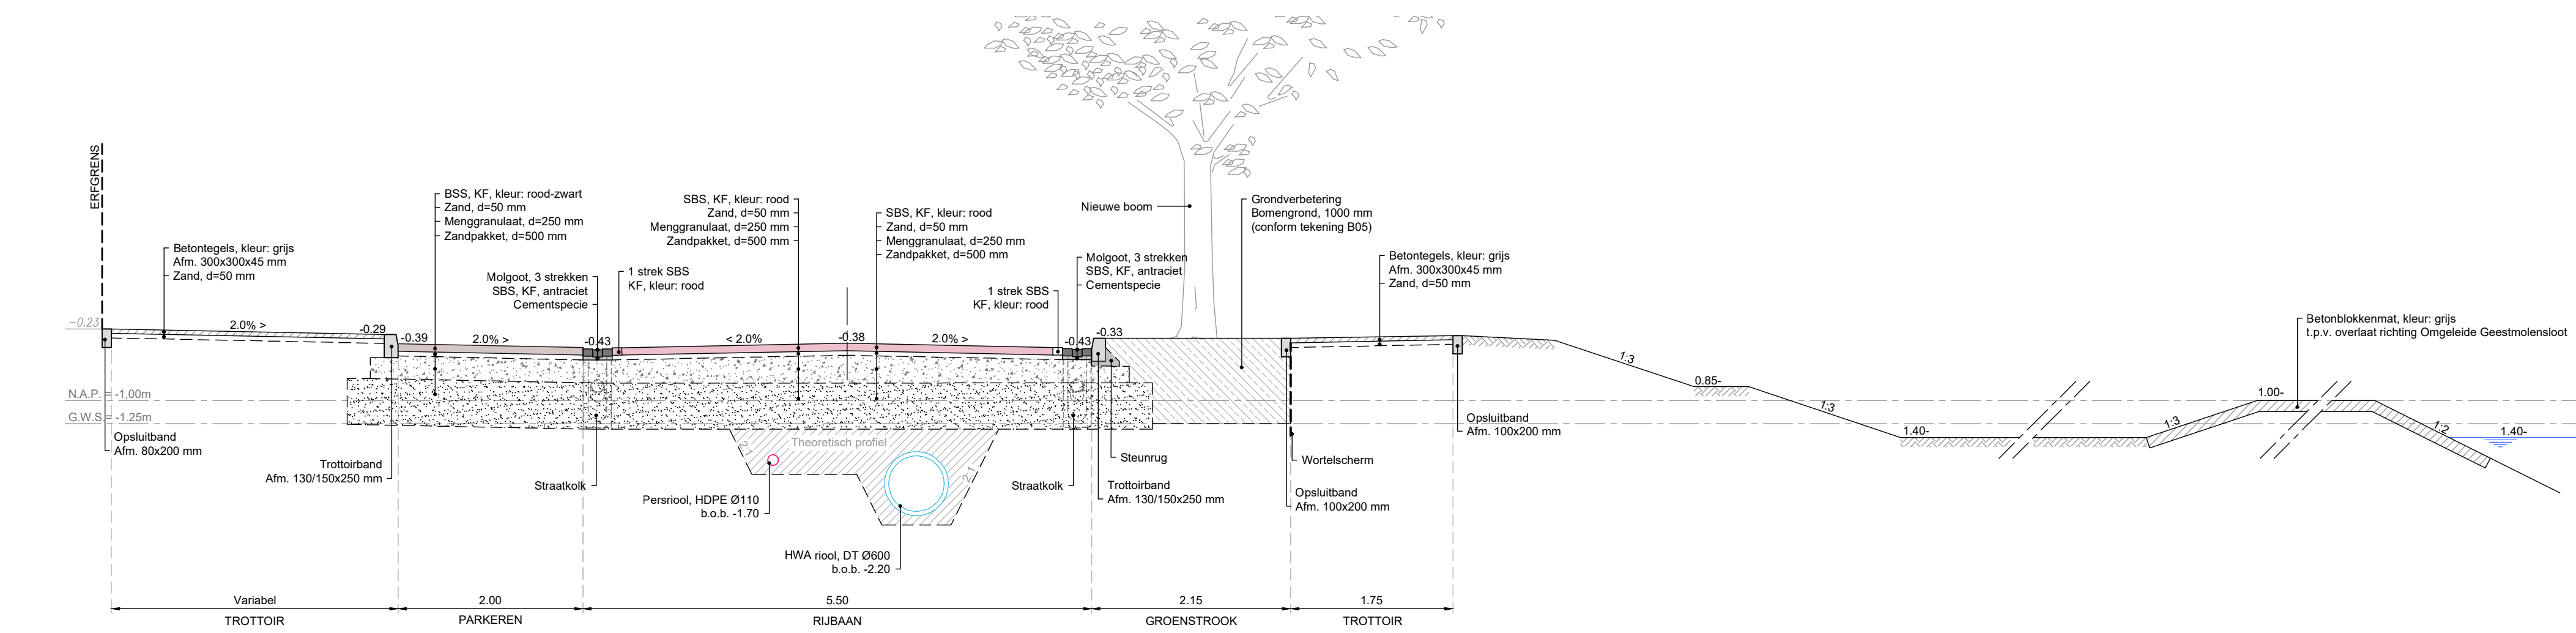 ERFGRENS
Betontegels, kleur: grijs
Afm. 300x300x45 mm
Zand, d=50 mm
BSS, KF, kleur: rood-zwart
Zand, d=50 mm
Menggranulaat, d=250 mm
Zandpakket, d=500 mm
Molgoot, 3 strekken
SBS, KF, antraciet
Cementspecie
1 strek SBS
KF, kleur: rood
SBS, KF, kleur: rood
Zand, d=50 mm
Menggranulaat, d=250 mm
Zandpakket, d=500 mm
SBS, KF, kleur: rood
Zand, d=50 mm
Menggranulaat, d=250 mm
Zandpakket, d=500 mm
1 strek SBS
KF, kleur: rood
Nieuwe boom
Molgoot, 3 strekken
SBS, KF, antraciet
Cementspecie
Grondverbetering
Bomengrond, 1000 mm
(conform tekening B05)
Betontegels, kleur: grijs
Afm. 300x300x45 mm
Zand, d=50 mm
Betonblokkenmat, kleur: grijs
t.p.v. overlaat richting Omgeleide Geestmolensloot
-0.23
2.0% >
-0.29
-0.39
2.0% >
-0.43
< 2.0%
-0.38
2.0% >
-0.43
-0.33
1:3
0.85-
1:3
1.40-
1:3
1.00-
1:2
1.40-
N.A.P. = -1,00m
G.W.S. = -1.25m
Opsluitband
Afm. 80x200 mm
Trottoirband
Afm. 130/150x250 mm
Straatkolk
Theoretisch profiel
2:1
2:1
Persriool, HDPE Ø110
b.o.b. -1.70
HWA riool, DT Ø600
b.o.b. -2.20
Straatkolk
Steunrug
Trottoirband
Afm. 130/150x250 mm
Wortelscherm
Opsluitband
Afm. 100x200 mm
Opsluitband
Afm. 100x200 mm
Variabel
2.00
5.50
2.15
1.75
TROTTOIR
PARKEREN
RIJBAAN
GROENSTROOK
TROTTOIR